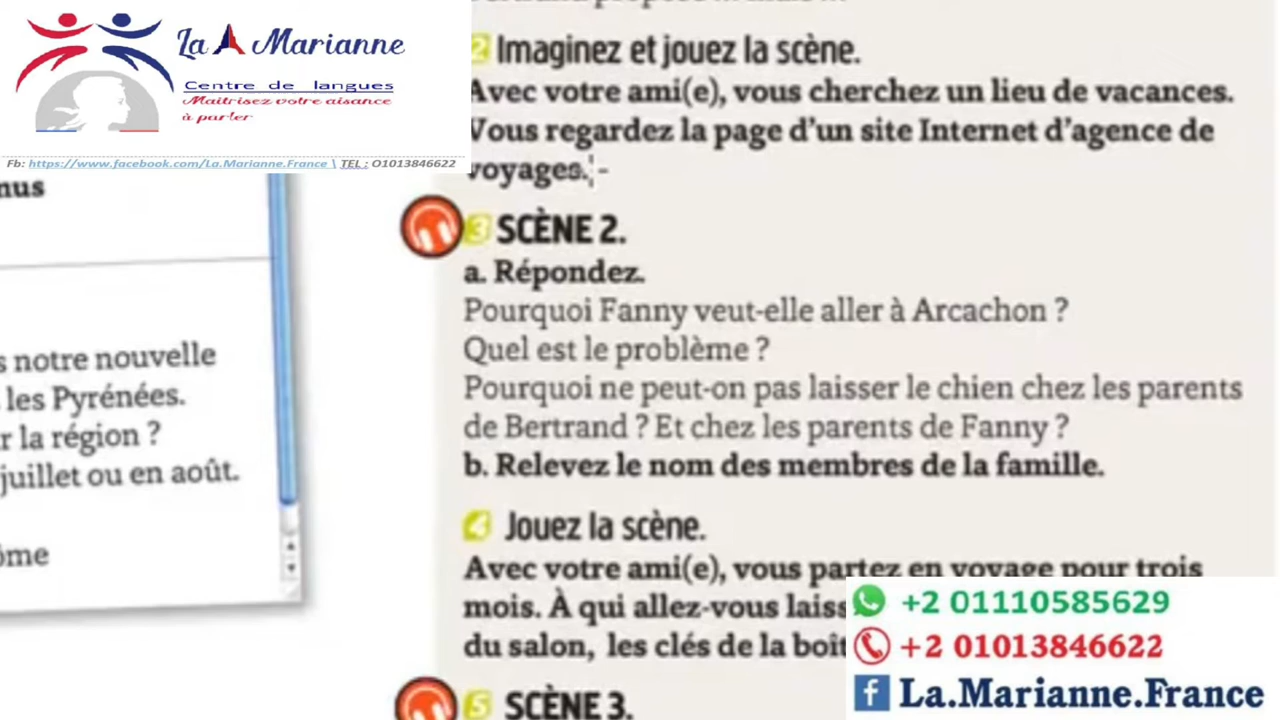 La Marianne
Centre de langues
Maîtrisez votre aisance
à parler
Fb: https://www.facebook.com/La.Marianne.France \ TEL : O1013846622
nus
s notre nouvelle
les Pyrénées.
r la région ?
juillet ou en août.
ôme
2 Imaginez et jouez la scène.
Avec votre ami(e), vous cherchez un lieu de vacances.
Vous regardez la page d'un site Internet d'agence de
voyages.
3 SCÈNE 2.
a. Répondez.
Pourquoi Fanny veut-elle aller à Arcachon ?
Quel est le problème ?
Pourquoi ne peut-on pas laisser le chien chez les parents
de Bertrand ? Et chez les parents de Fanny ?
b. Relevez le nom des membres de la famille.
4 Jouez la scène.
Avec votre ami(e), vous partez en voyage pour trois
mois. À qui allez-vous laiss
du salon, les clés de la boît
5 SCÈNE 3.
+2 01110585629
+2 01013846622
La.Marianne.France